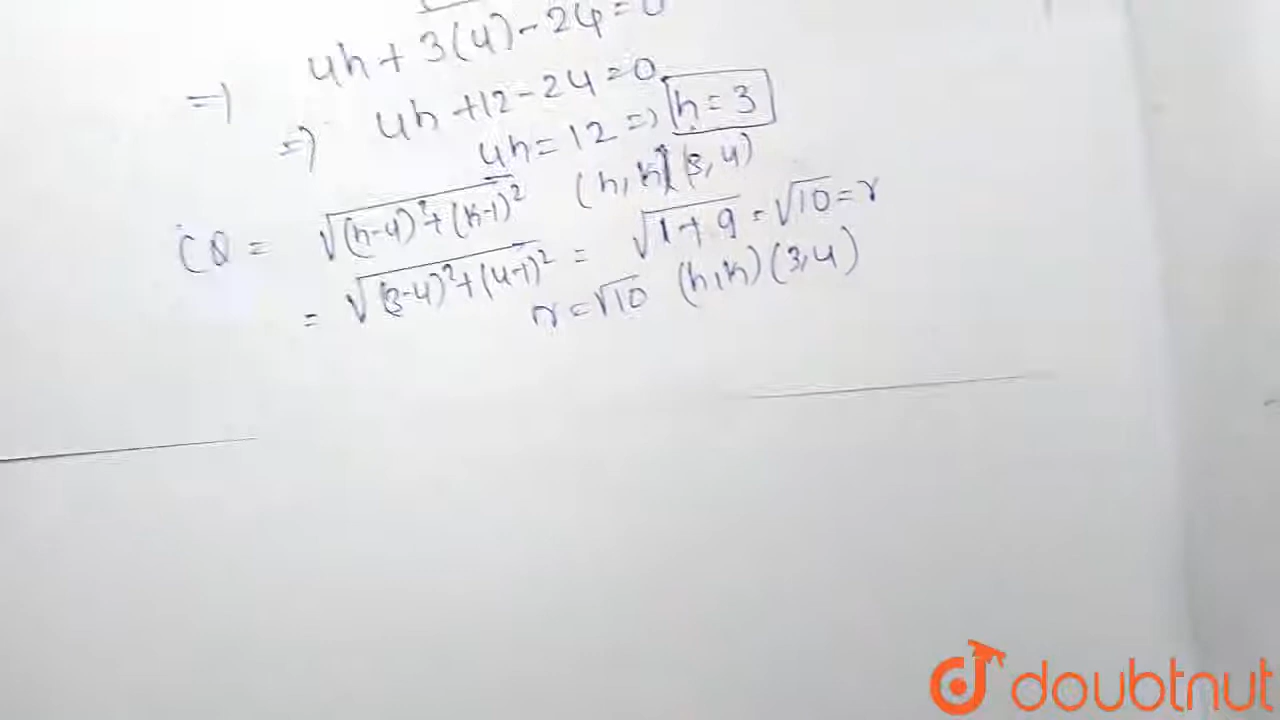 => 4h + 3(4) - 24 = 0
=> 4h + 12 - 24 = 0
4h = 12 => h = 3
(h, k) (3, 4)
CQ = √(h-4)²+(k-1)²
= √(3-4)²+(4-1)² = √1+9 = √10 = r
r = √10 (h, k) (3, 4)
doubtnut